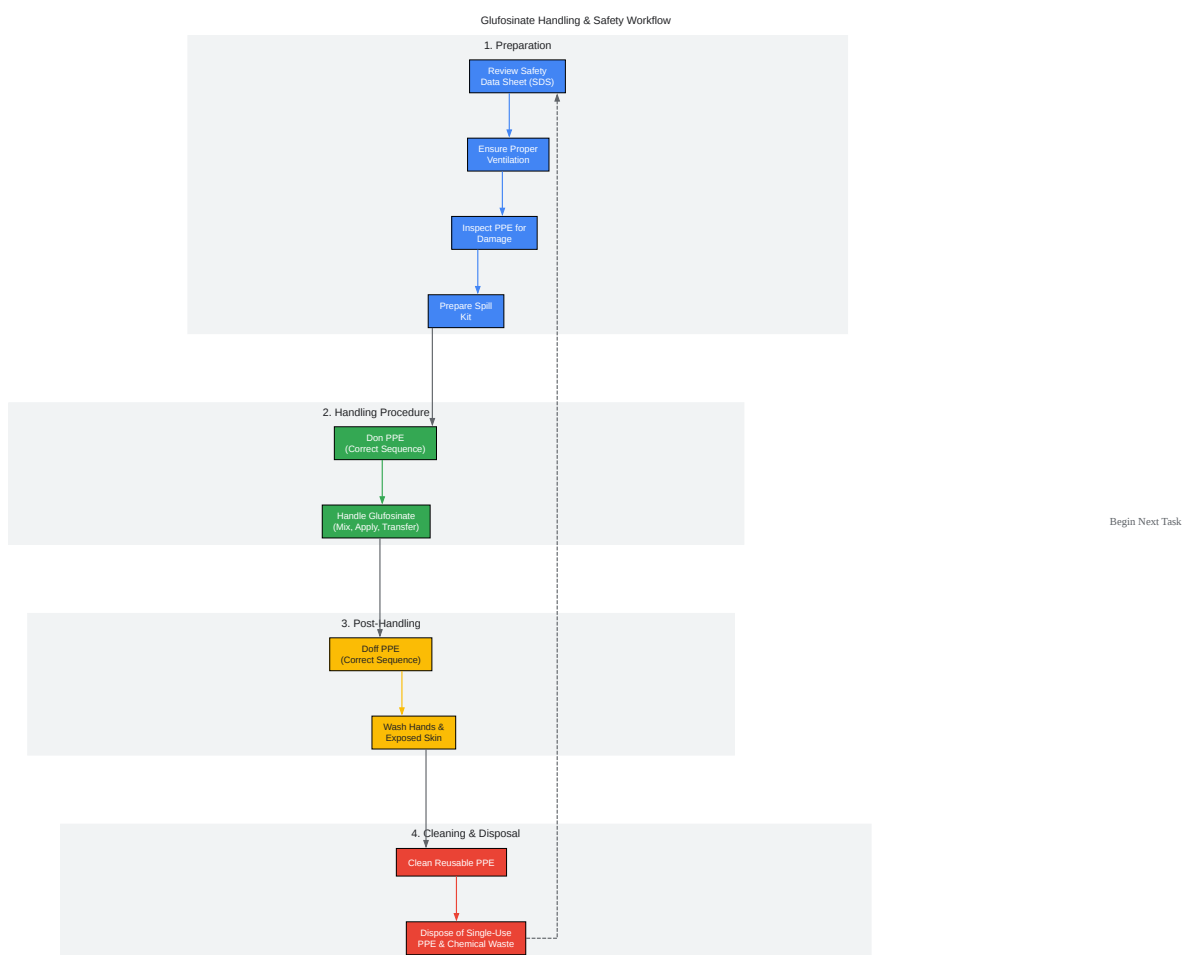 Glufosinate Handling & Safety Workflow
1. Preparation
Review Safety
Data Sheet (SDS)
Ensure Proper
Ventilation
Inspect PPE for
Damage
Prepare Spill
Kit
2. Handling Procedure
Don PPE
(Correct Sequence)
Handle Glufosinate
(Mix, Apply, Transfer)
Begin Next Task
3. Post-Handling
Doff PPE
(Correct Sequence)
Wash Hands &
Exposed Skin
4. Cleaning & Disposal
Clean Reusable PPE
Dispose of Single-Use
PPE & Chemical Waste